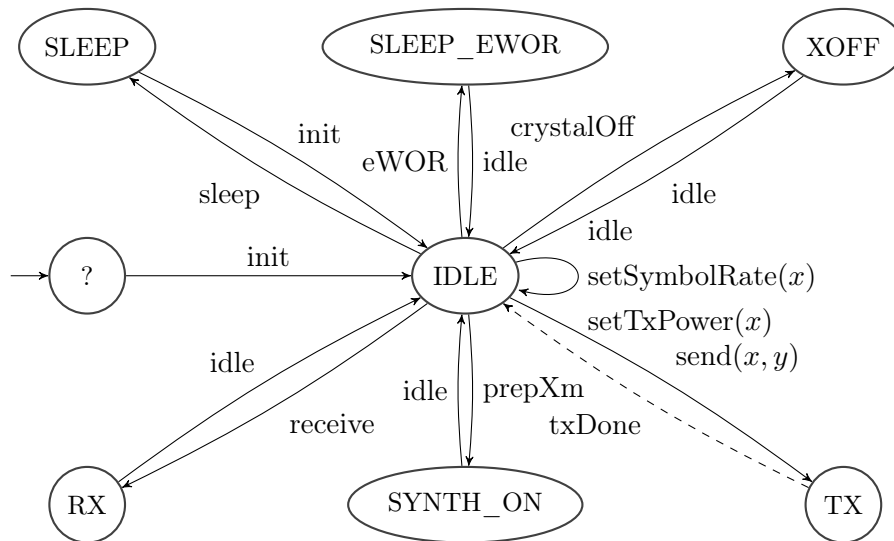 SLEEP
SLEEP_EWOR
XOFF
init
crystalOff
eWOR
idle
sleep
idle
idle
?
init
IDLE
setSymbolRate(x)
setTxPower(x)
send(x, y)
idle
idle
prepXm
receive
txDone
RX
SYNTH_ON
TX